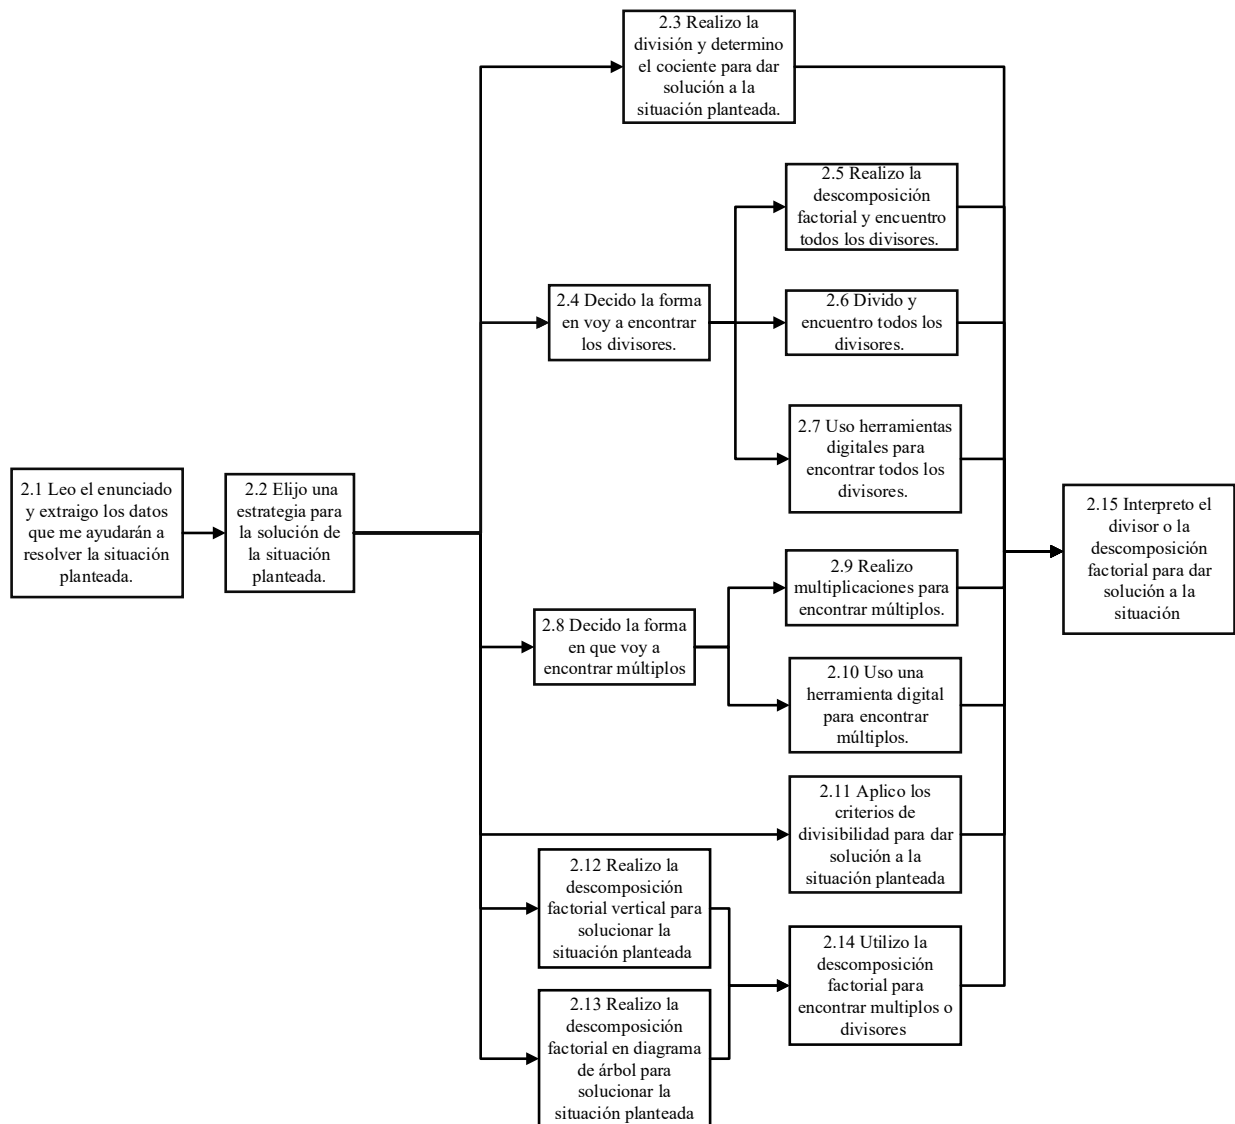 2.3 Realizo la
división y determino
el cociente para dar
solución a la
situación planteada.
2.5 Realizo la
descomposición
factorial y encuentro
todos los divisores.
2.4 Decido la forma
en voy a encontrar
los divisores.
2.6 Divido y
encuentro todos los
divisores.
2.7 Uso herramientas
digitales para
encontrar todos los
divisores.
2.1 Leo el enunciado
y extraigo los datos
que me ayudarán a
resolver la situación
planteada.
2.2 Elijo una
estrategia para
la solución de
la situación
planteada.
2.15 Interpreto el
divisor o la
descomposición
factorial para dar
solución a la
situación
2.9 Realizo
multiplicaciones para
encontrar múltiplos.
2.8 Decido la forma
en que voy a
encontrar múltiplos
2.10 Uso una
herramienta digital
para encontrar
múltiplos.
2.11 Aplico los
criterios de
divisibilidad para dar
solución a la
situación planteada
2.12 Realizo la
descomposición
factorial vertical para
solucionar la
situación planteada
2.14 Utilizo la
descomposición
factorial para
encontrar multiplos o
divisores
2.13 Realizo la
descomposición
factorial en diagrama
de árbol para
solucionar la
situación planteada